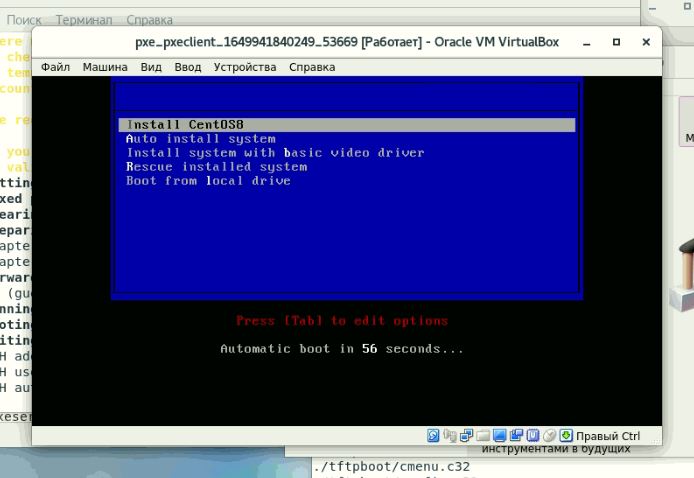 Поиск Терминал Справка
pxe_pxeclient_1649941840249_53669 [Работает] - Oracle VM VirtualBox
Файл Машина Вид Ввод Устройства Справка
Install CentOS8
Auto install system
Install system with basic video driver
Rescue installed system
Boot from local drive
Press [Tab] to edit options
Automatic boot in 56 seconds...
Правый Ctrl
инструментами в будущих
./tftpboot/cmenu.c32